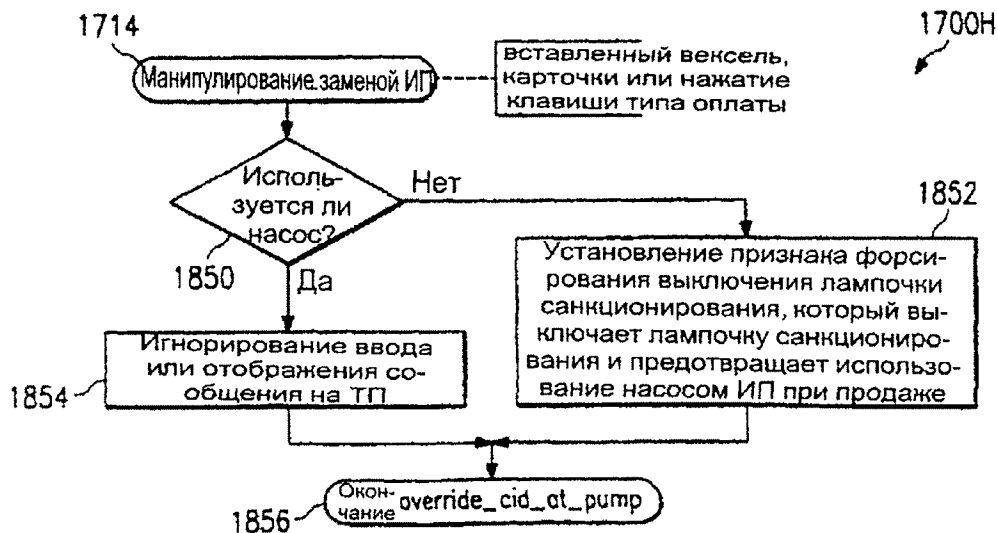 1714
1700H
Манипулирование заменой ИП
вставленный вексель,
карточки или нажатие
клавиши типа оплаты
Исполь-
зуется ли
насос?
1850
Нет
Да
1852
Установление признака форси-
рования выключения лампочки
санкционирования, который вы-
ключает лампочку санкциониро-
вания и предотвращает использо-
вание насосом ИП при продаже
Игнорирование ввода
или отображения со-
общения на ТП
1854
Окон-
чание override_cid_at_pump
1856